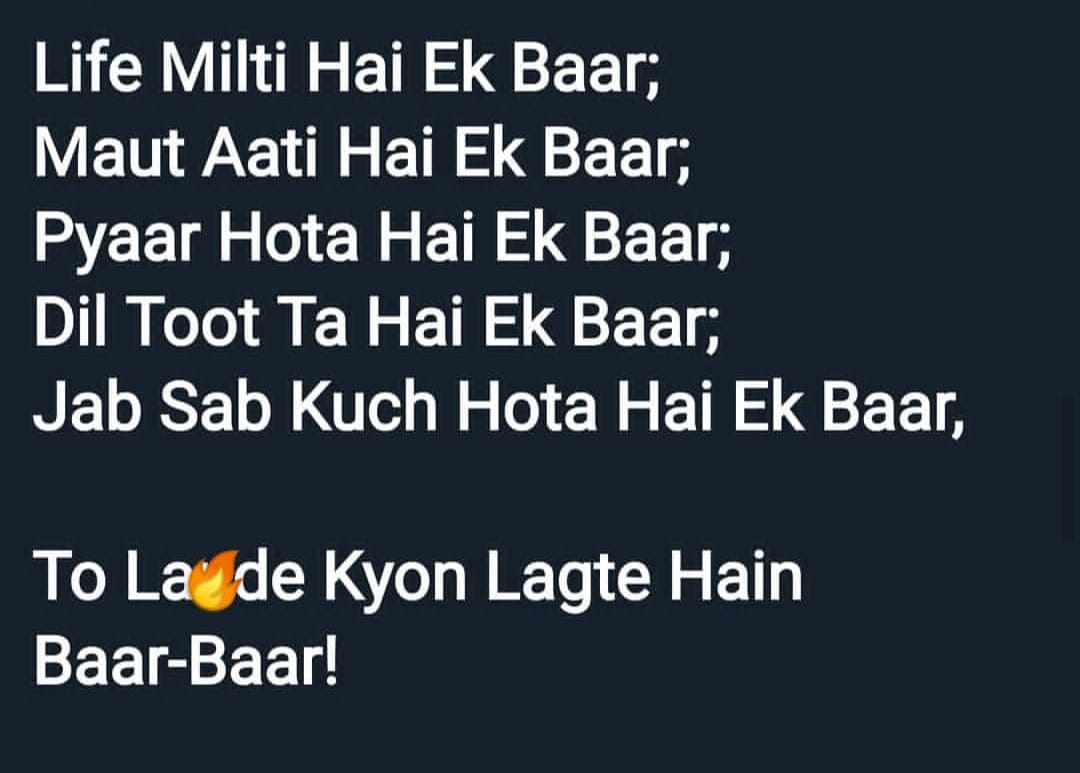 Life Milti Hai Ek Baar;
Maut Aati Hai Ek Baar;
Pyaar Hota Hai Ek Baar;
Dil Toot Ta Hai Ek Baar;
Jab Sab Kuch Hota Hai Ek Baar,
To La🔥de Kyon Lagte Hain
Baar-Baar!